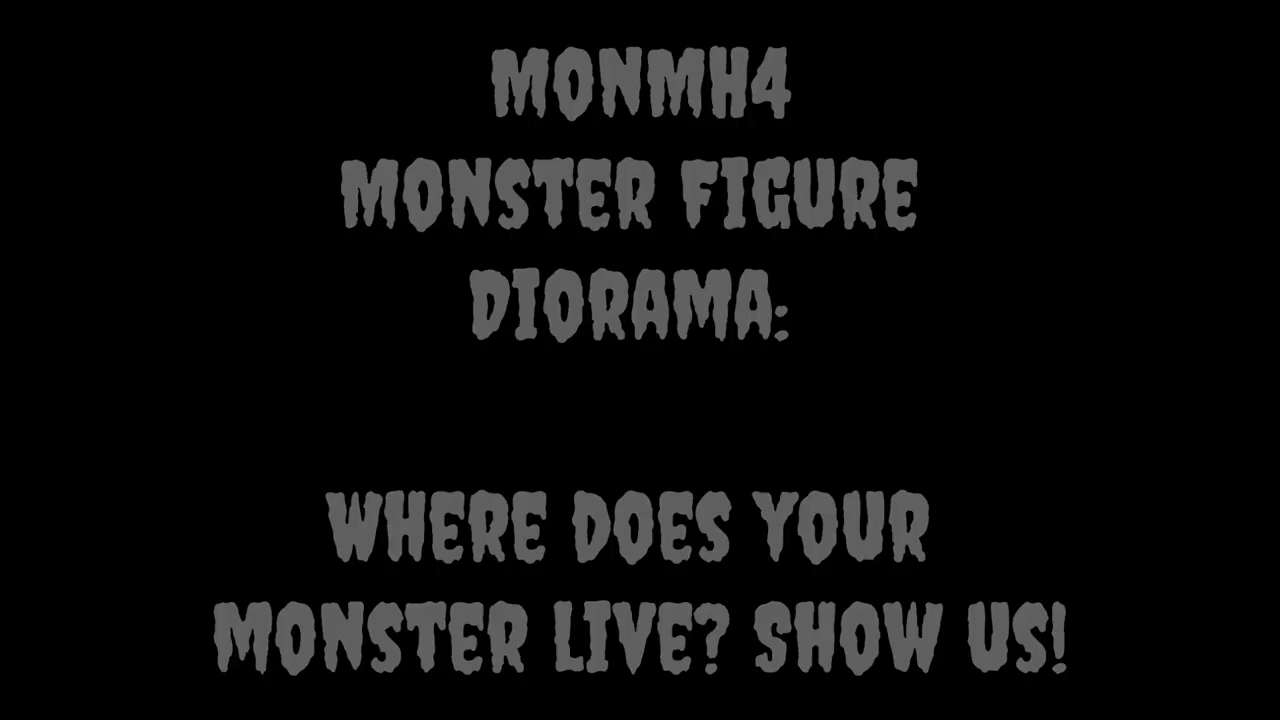 MONMH4
MONSTER FIGURE
DIORAMA:
WHERE DOES YOUR
MONSTER LIVE? SHOW US!